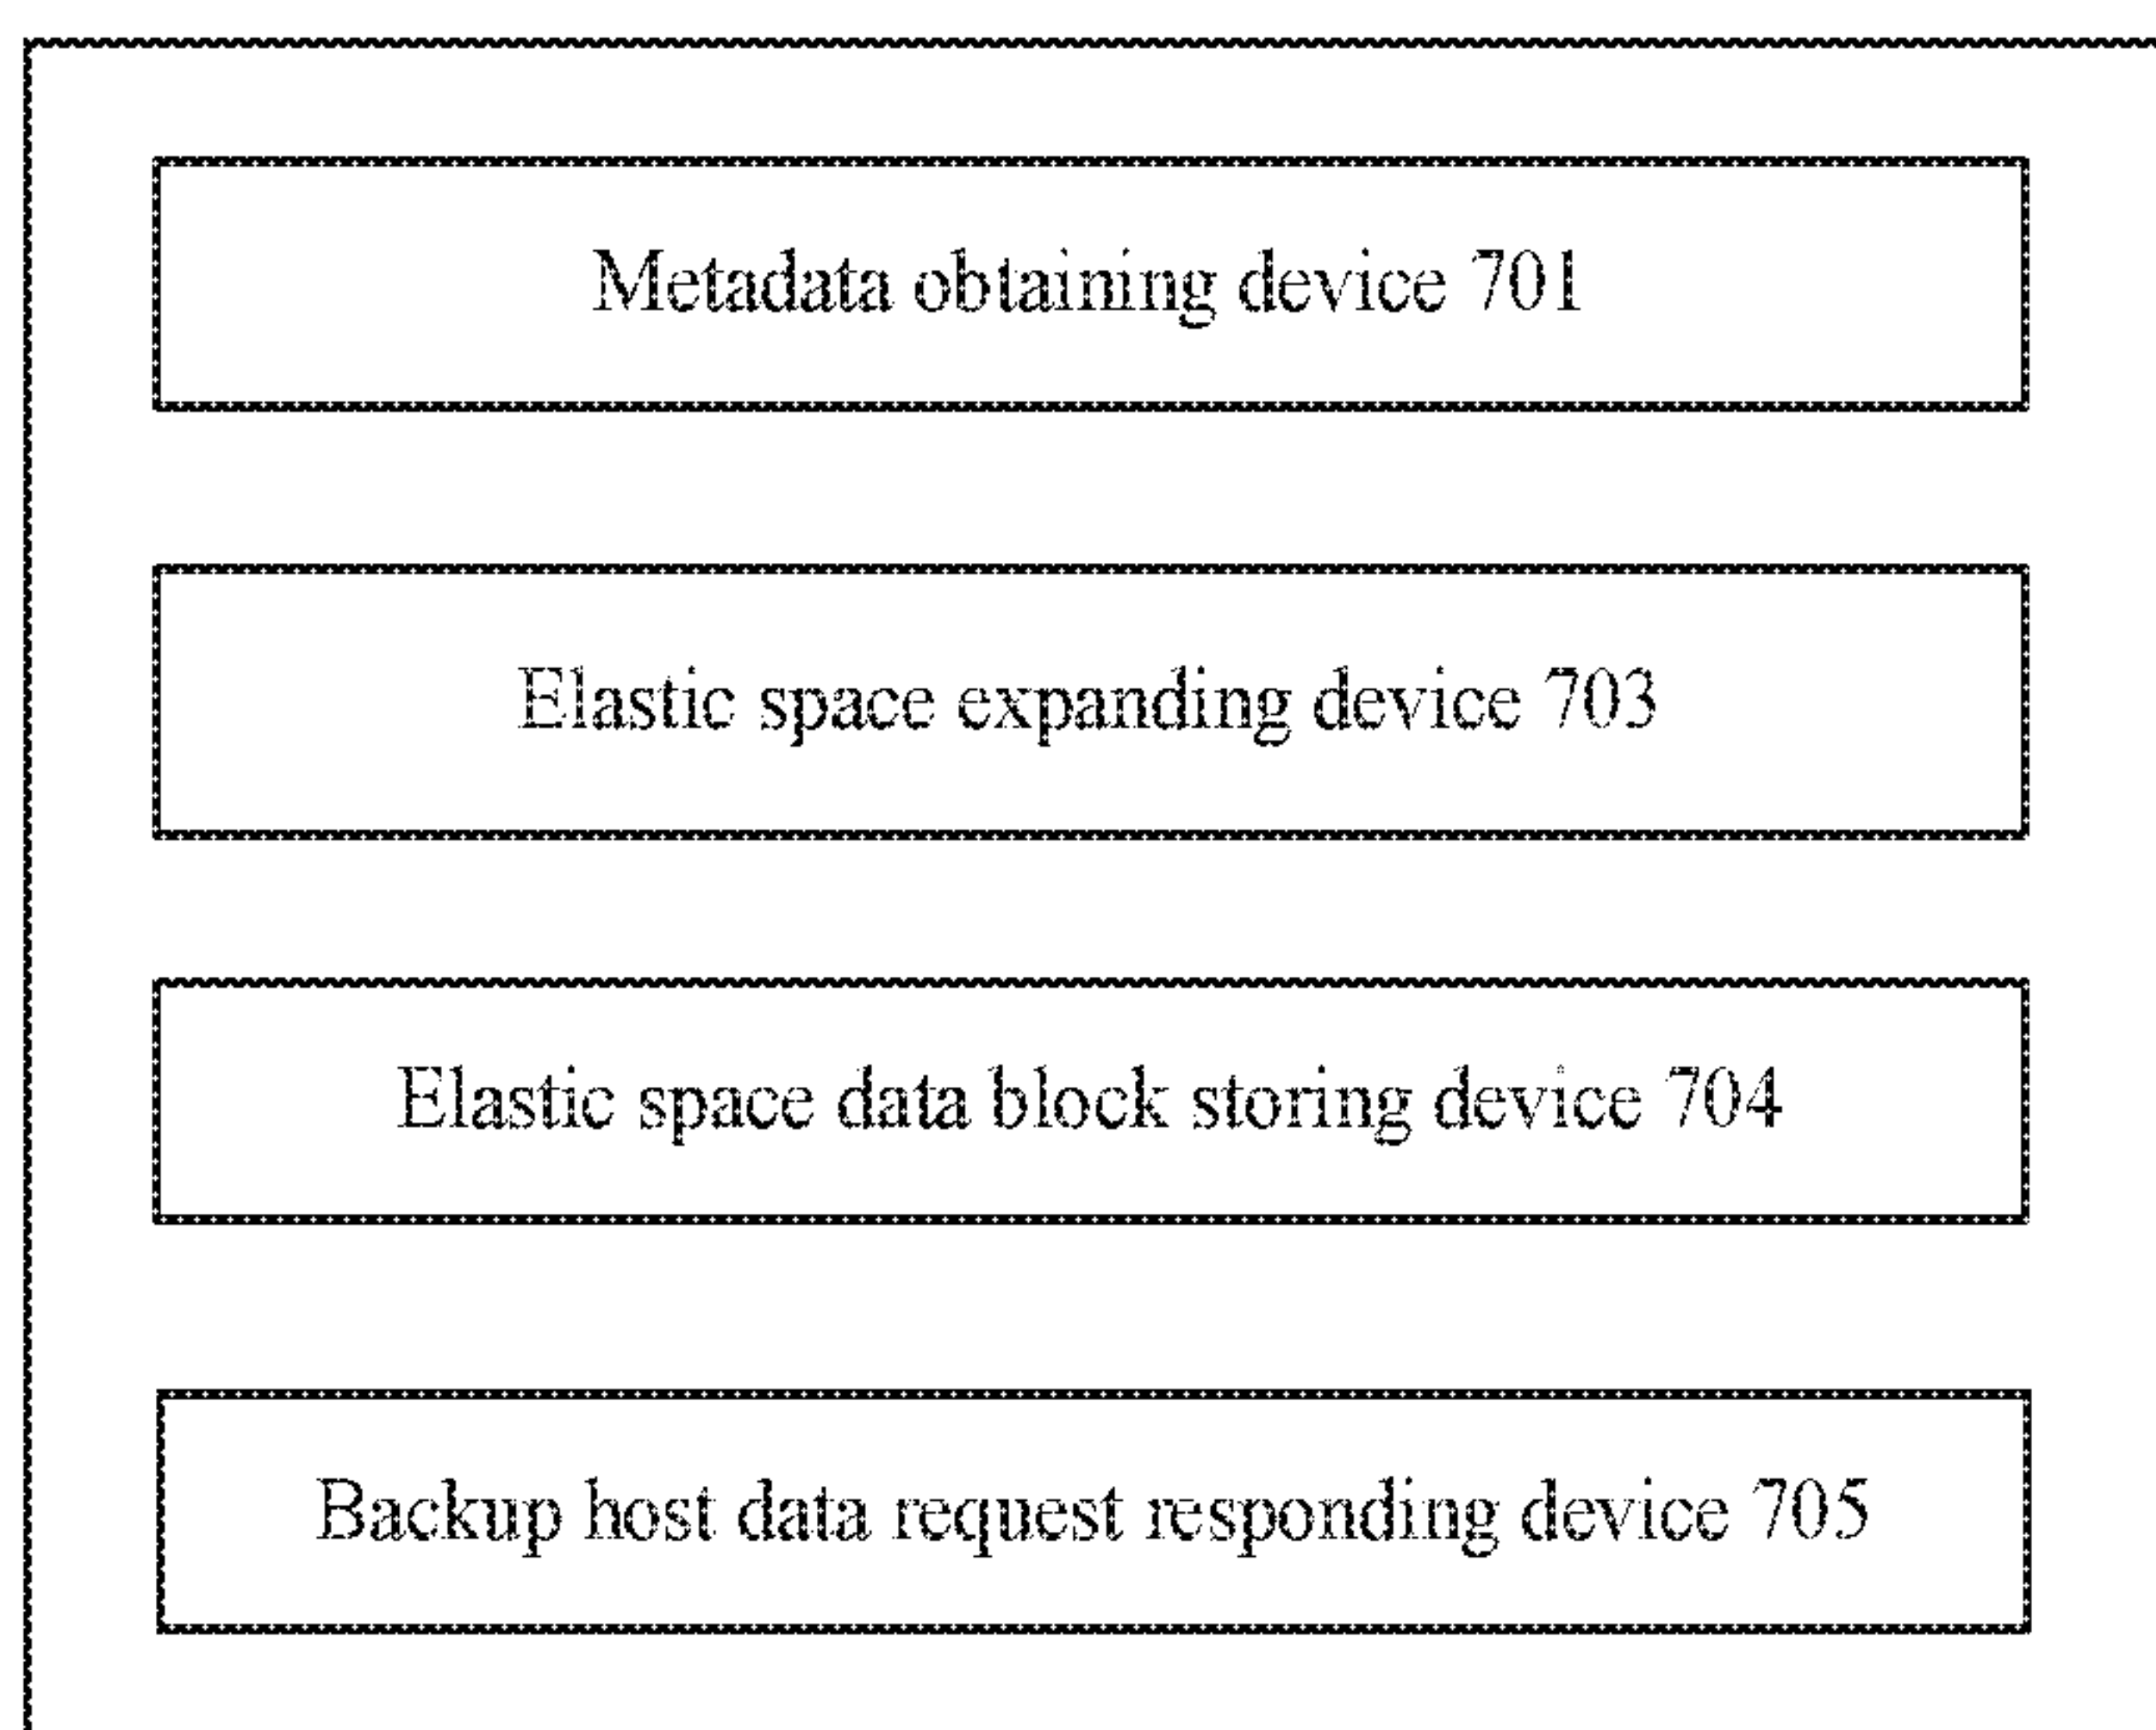 Metadata obtaining device 701
Elastic space expanding device 703
Elastic space data block storing device 704
Backup host data request responding device 705